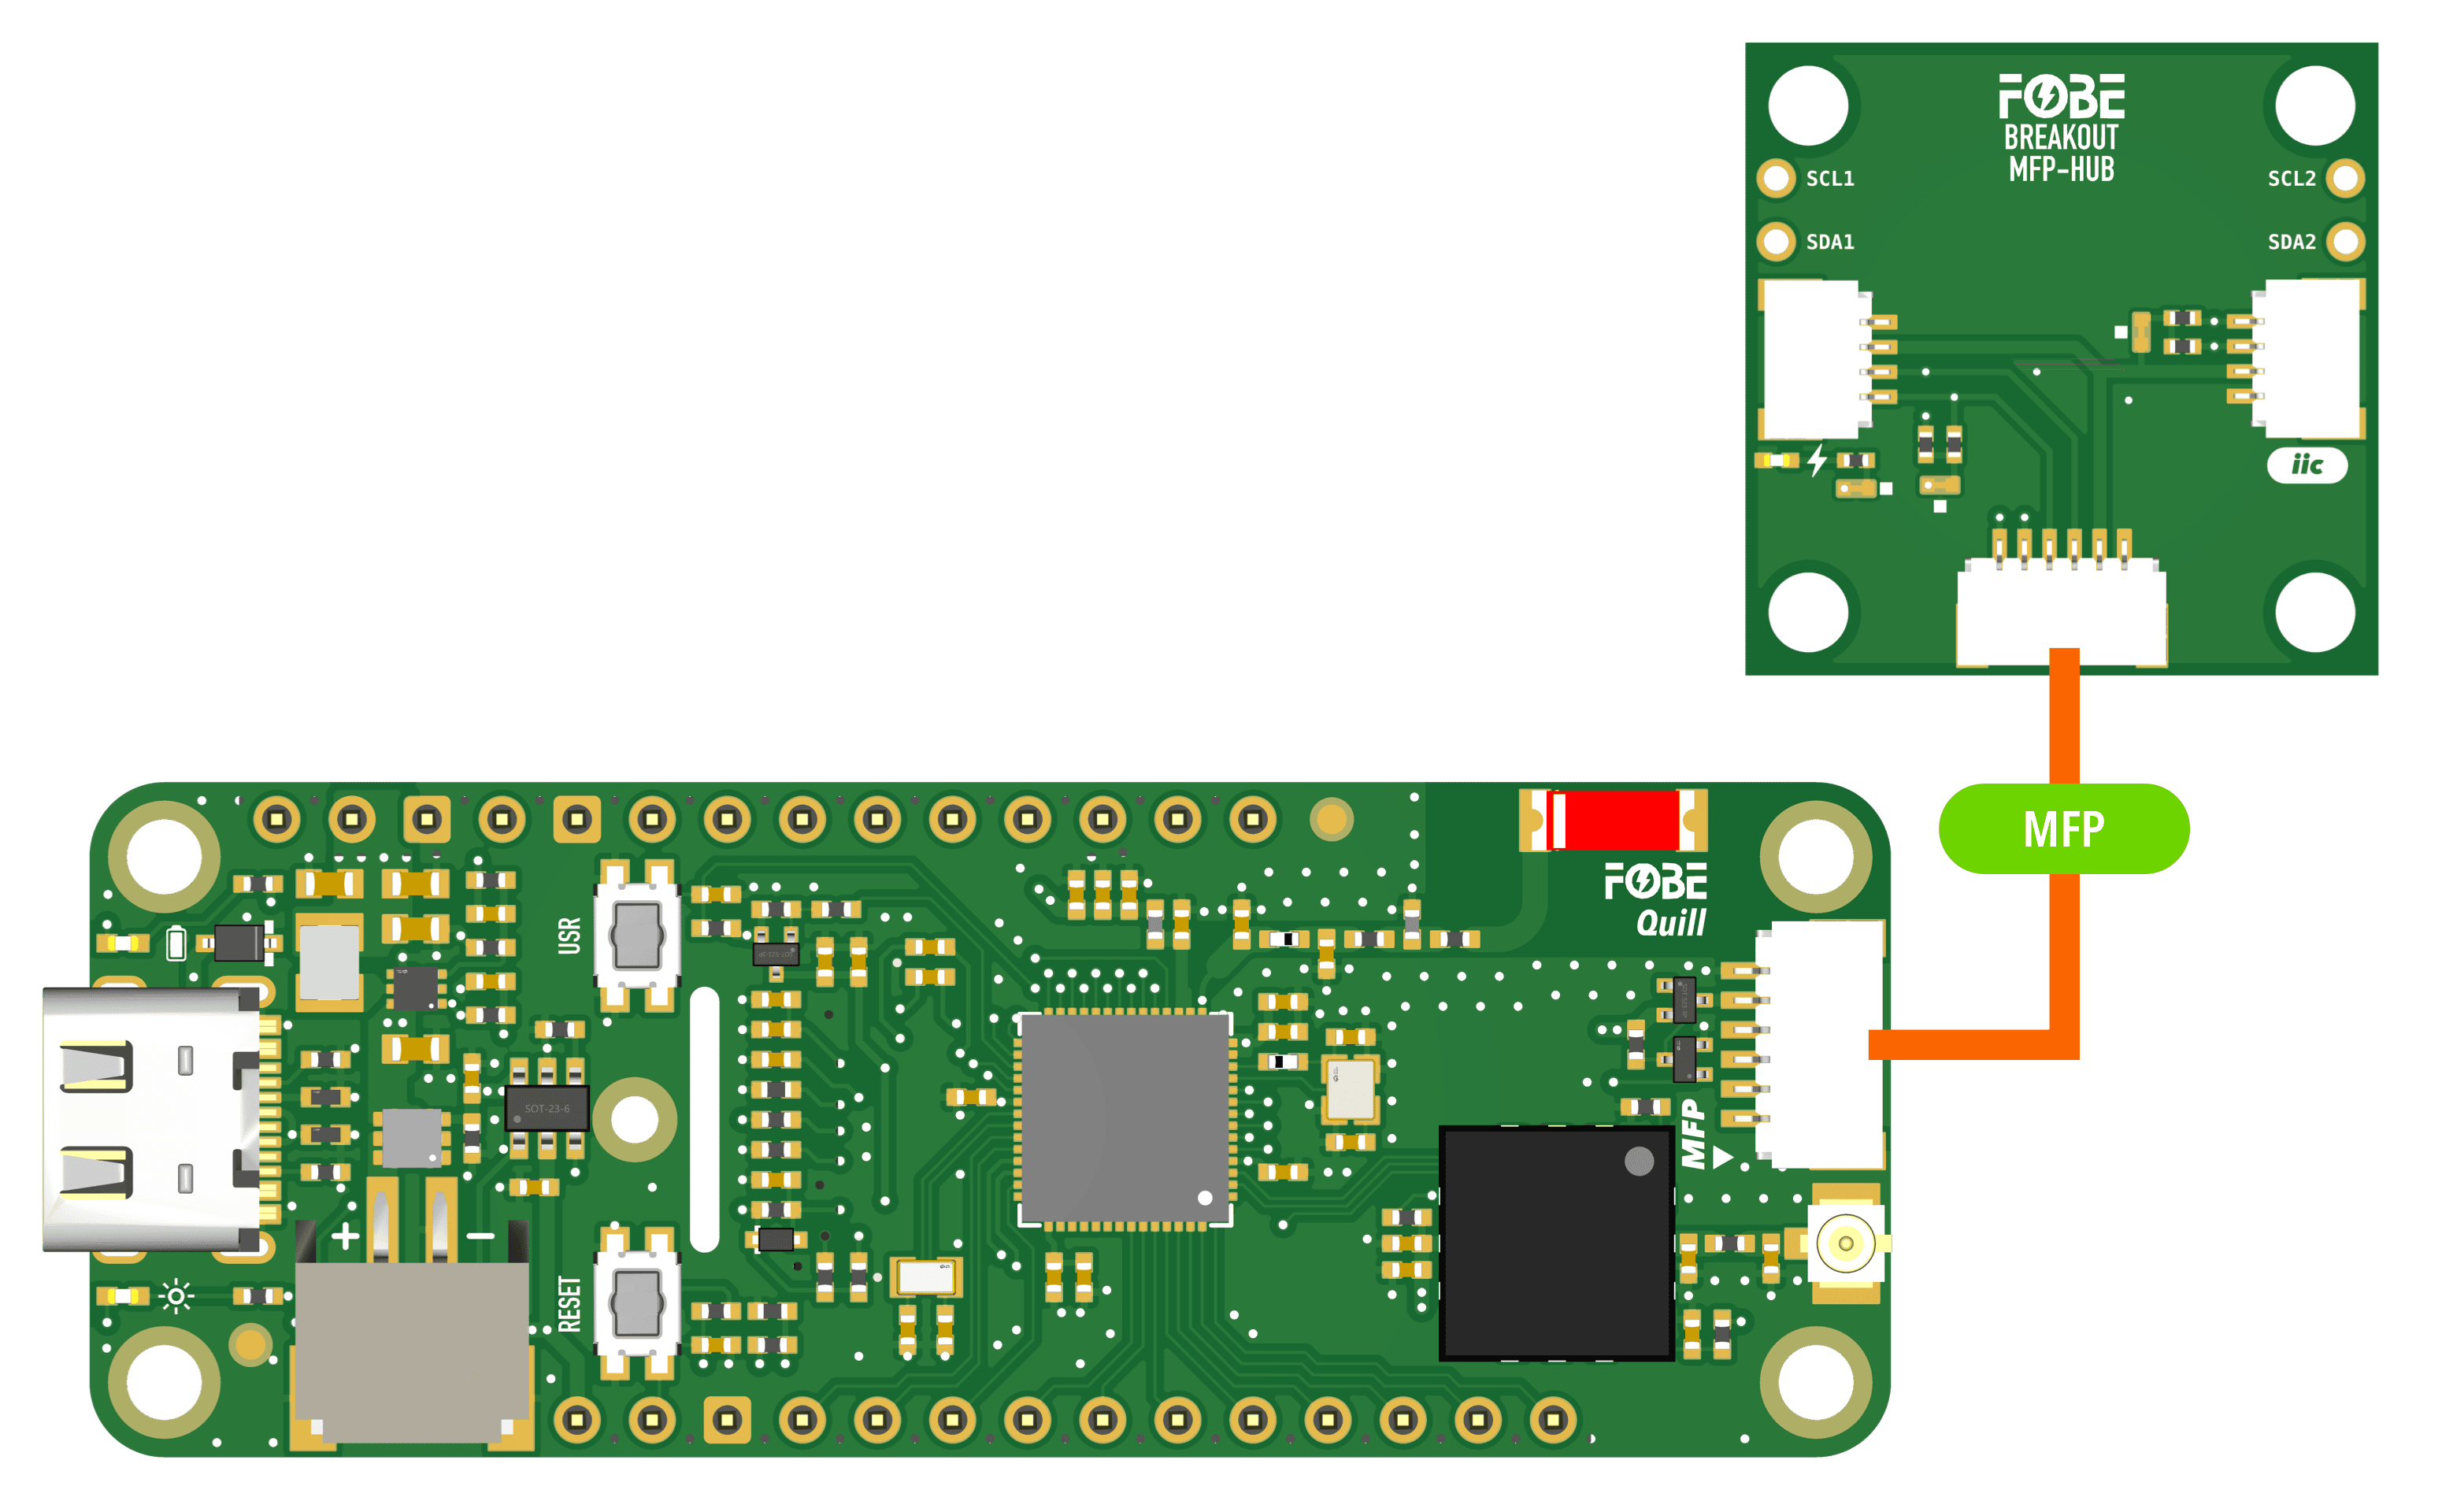 FOBE
BREAKOUT
MFP-HUB
SCL1
SCL2
SDA1
SDA2
iic
MFP
FOBE
Quill
USR
SOT-23-6
MFP
+
−
RESET